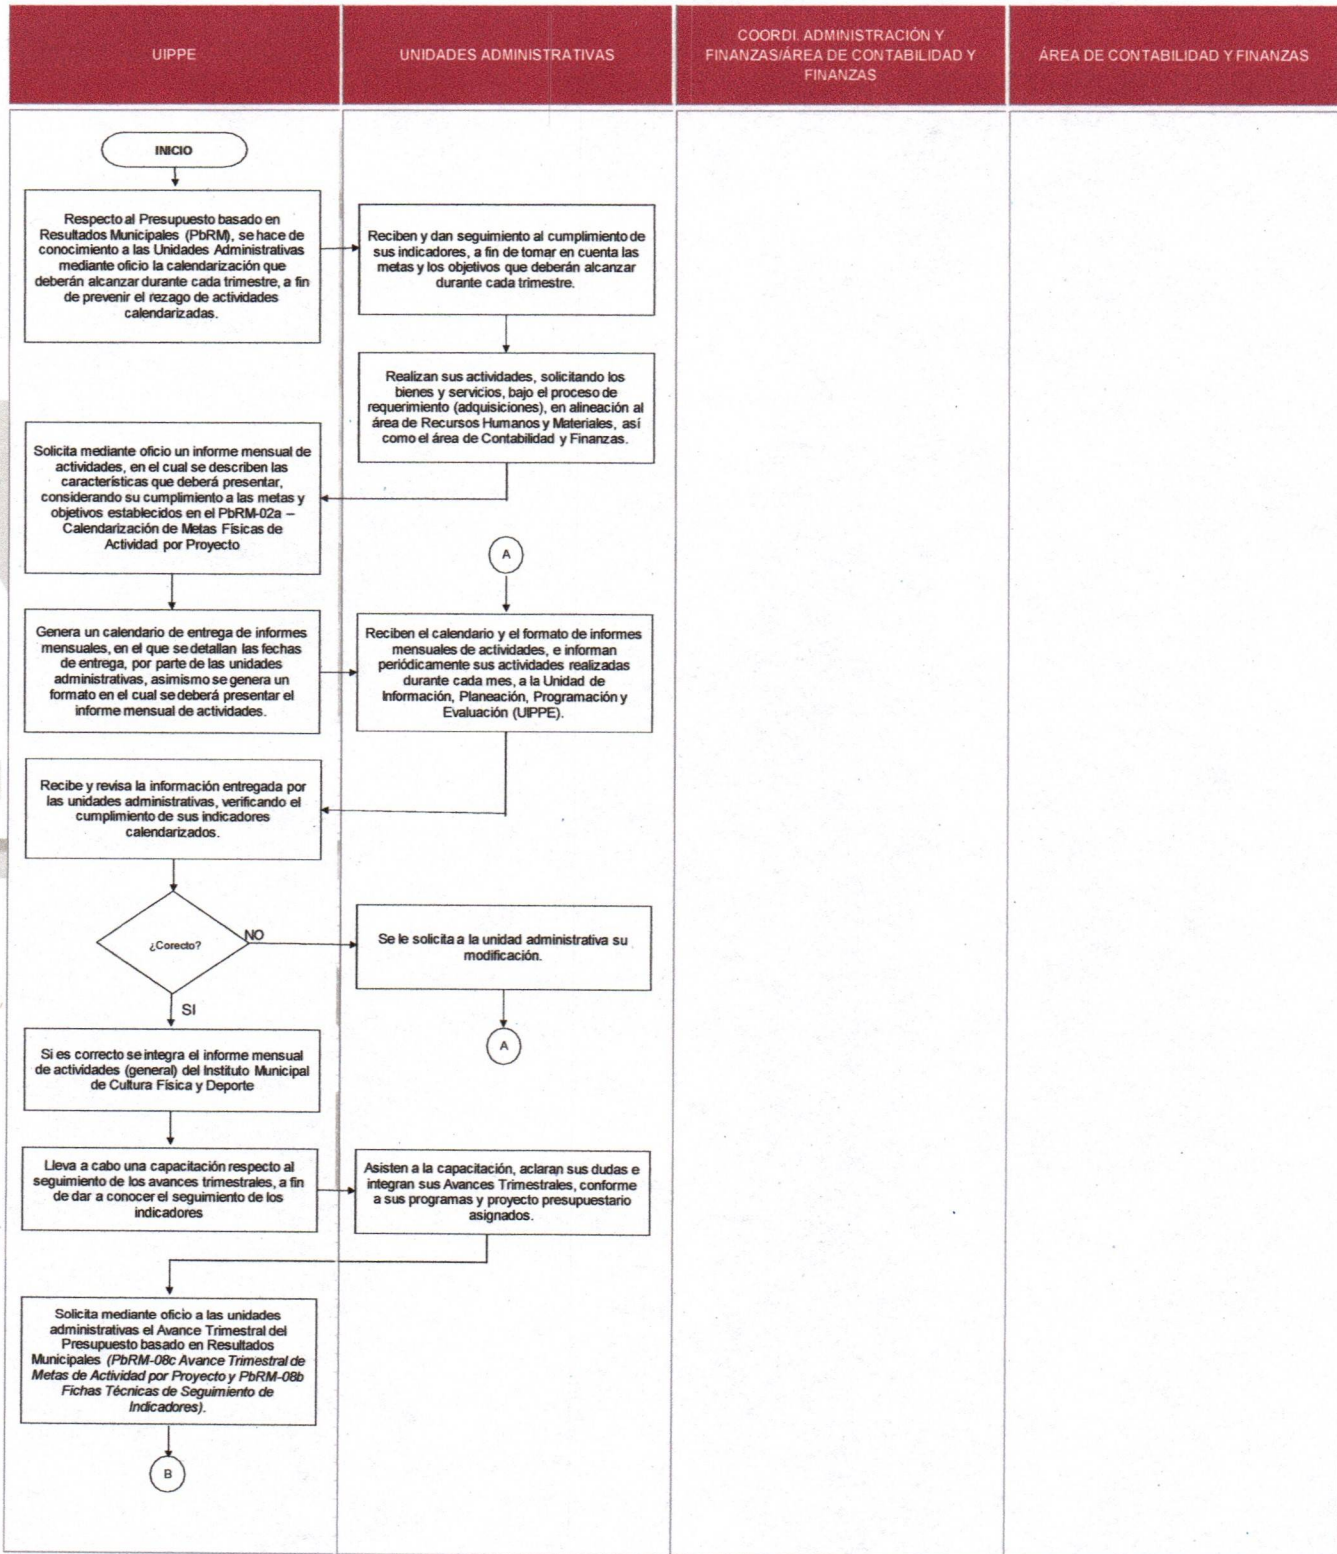 UIPPE
UNIDADES ADMINISTRATIVAS
COORDI. ADMINISTRACIÓN Y
FINANZAS/ÁREA DE CONTABILIDAD Y
FINANZAS
ÁREA DE CONTABILIDAD Y FINANZAS
INICIO
Respecto al Presupuesto basado en
Resultados Municipales (PbRM), se hace de
conocimiento a las Unidades Administrativas
mediante oficio la calendarización que
deberán alcanzar durante cada trimestre, a fin
de prevenir el rezago de actividades
calendarizadas.
Reciben y dan seguimiento al cumplimiento de
sus indicadores, a fin de tomar en cuenta las
metas y los objetivos que deberán alcanzar
durante cada trimestre.
Realizan sus actividades, solicitando los
bienes y servicios, bajo el proceso de
requerimiento (adquisiciones), en alineación al
área de Recursos Humanos y Materiales, así
como el área de Contabilidad y Finanzas.
Solicita mediante oficio un informe mensual de
actividades, en el cual se describen las
características que deberá presentar,
considerando su cumplimiento a las metas y
objetivos establecidos en el PbRM-02a –
Calendarización de Metas Físicas de
Actividad por Proyecto
A
Genera un calendario de entrega de informes
mensuales, en el que se detallan las fechas
de entrega, por parte de las unidades
administrativas, asimismo se genera un
formato en el cual se deberá presentar el
informe mensual de actividades.
Reciben el calendario y el formato de informes
mensuales de actividades, e informan
periódicamente sus actividades realizadas
durante cada mes, a la Unidad de
Información, Planeación, Programación y
Evaluación (UIPPE).
Recibe y revisa la información entregada por
las unidades administrativas, verificando el
cumplimiento de sus indicadores
calendarizados.
¿Corecto?
NO
Se le solicita a la unidad administrativa su
modificación.
SI
A
Si es correcto se integra el informe mensual
de actividades (general) del Instituto Municipal
de Cultura Física y Deporte
Lleva a cabo una capacitación respecto al
seguimiento de los avances trimestrales, a fin
de dar a conocer el seguimiento de los
indicadores
Asisten a la capacitación, aclaran sus dudas e
integran sus Avances Trimestrales, conforme
a sus programas y proyecto presupuestario
asignados.
Solicita mediante oficio a las unidades
administrativas el Avance Trimestral del
Presupuesto basado en Resultados
Municipales (PbRM-08c Avance Trimestral de
Metas de Actividad por Proyecto y PbRM-08b
Fichas Técnicas de Seguimiento de
Indicadores).
B